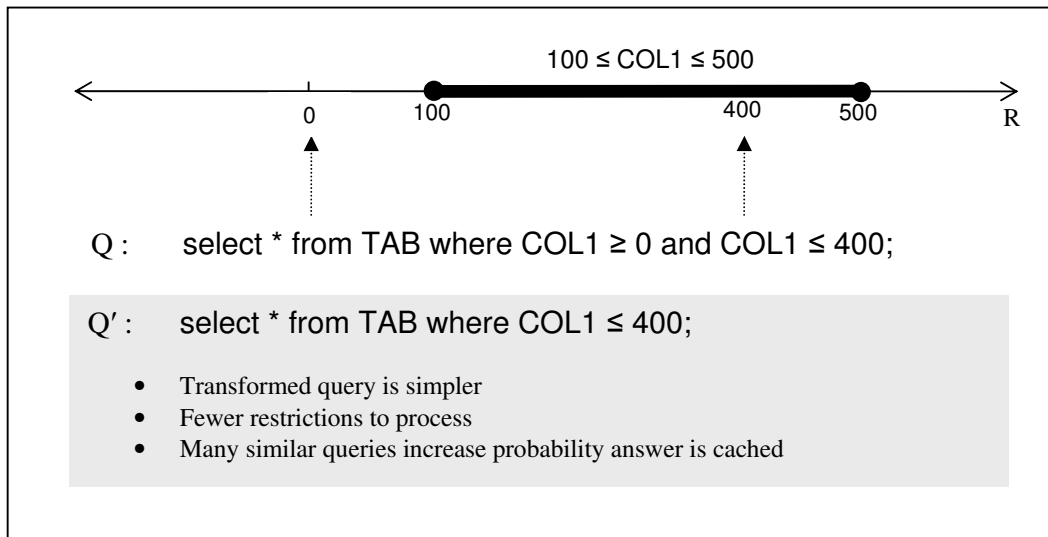 100 ≤ COL1 ≤ 500
0 100 400 500 R
Q : select * from TAB where COL1 ≥ 0 and COL1 ≤ 400;
Q′ : select * from TAB where COL1 ≤ 400;
• Transformed query is simpler
• Fewer restrictions to process
• Many similar queries increase probability answer is cached